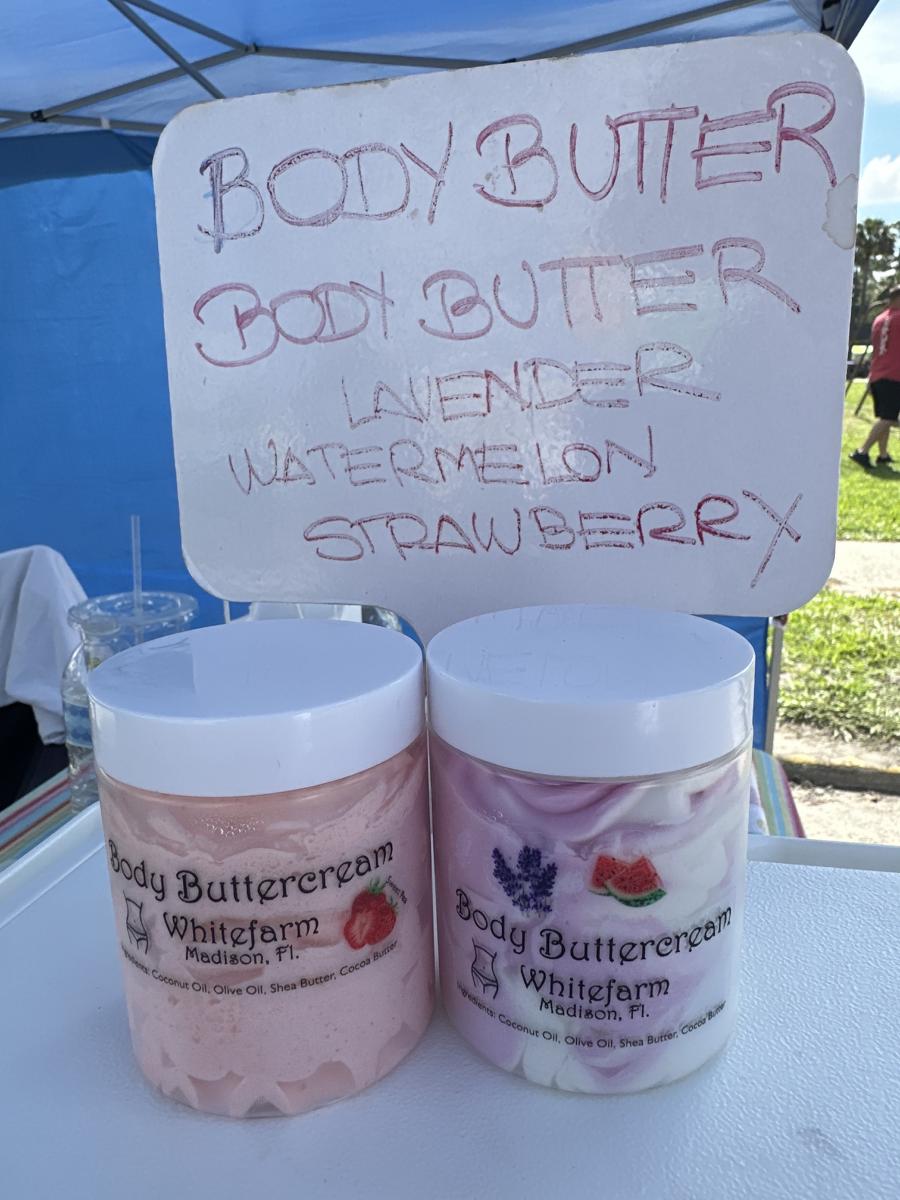 BODY BUTTER
BODY BUTTER
LAVENDER
WATERMELON
STRAWBERRY
Body Buttercream
Whitefarm
Madison, Fl.
Coconut Oil, Olive Oil, Shea Butter, Cocoa Butter
Body Buttercream
Whitefarm
Madison, Fl.
Ingredients: Coconut Oil, Olive Oil, Shea Butter, Cocoa Butter